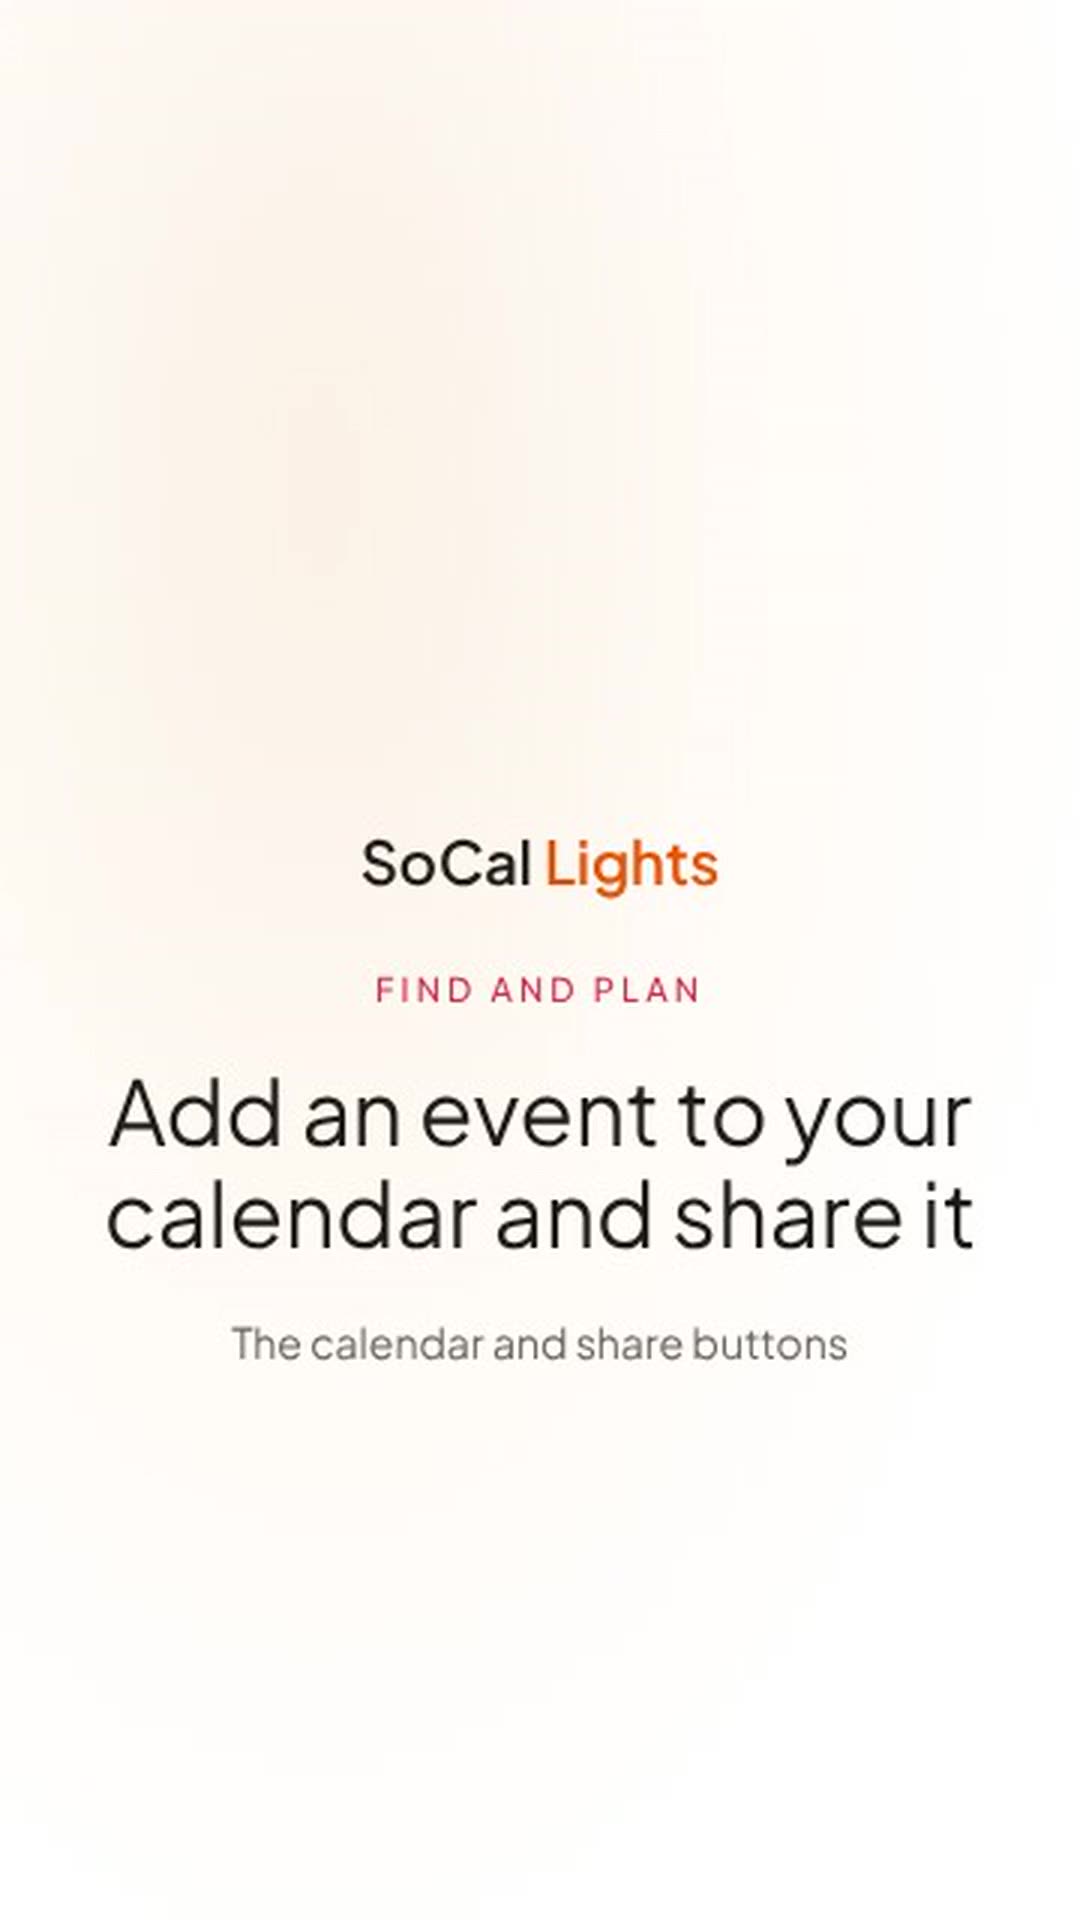 SoCal Lights
FIND AND PLAN
Add an event to your
calendar and share it
The calendar and share buttons